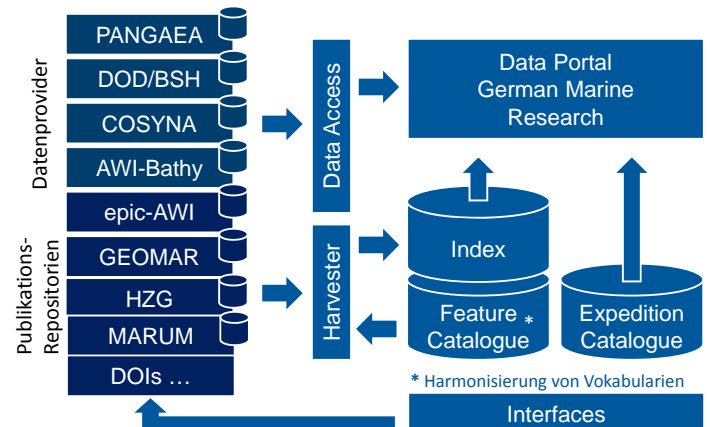 Datenprovider
Publikations-
Repositorien
PANGAEA
DOD/BSH
COSYNA
AWI-Bathy
epic-AWI
GEOMAR
HZG
MARUM
DOIs …
Data Access
Harvester
Data Portal
German Marine
Research
Index
Feature
Catalogue *
Expedition
Catalogue
* Harmonisierung von Vokabularien
Interfaces